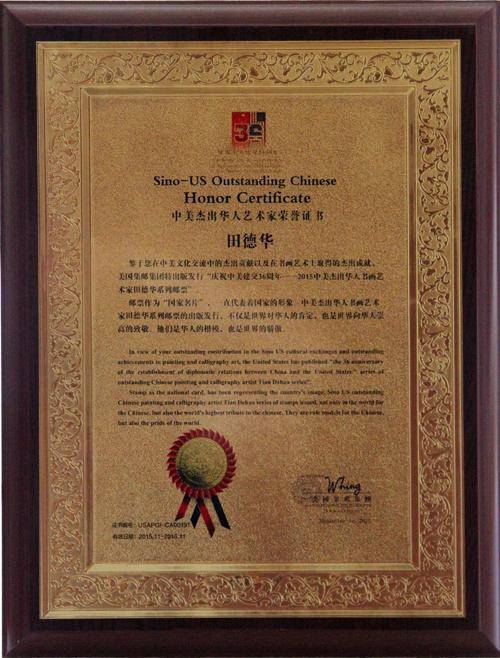 36
Sino-US Outstanding Chinese
Honor Certificate
中美杰出华人艺术家荣誉证书
田德华
鉴于您在中美文化交流中的杰出贡献以及在书画艺术上取得的杰出成就，
美国集邮集团特出版发行“庆祝中美建交36周年——2015中美杰出华人书画艺
术家田德华系列邮票”
邮票作为“国家名片”，一直代表着国家的形象，中美杰出华人书画艺术
家田德华系列邮票的出版发行，不仅是世界对华人的肯定，也是世界向华人崇
高的致敬，她们是华人的楷模，也是世界的骄傲。
In view of your outstanding contribution in the Sino US cultural exchanges and outstanding
achievements in painting and calligraphy art, the United States has published "the 36 anniversary
of the establishment of diplomatic relations between China and the United States" series of
outstanding Chinese painting and calligraphy artist Tian Dehua series"
Stamp as the national card, has been representing the country's image, Sino US outstanding
Chinese painting and calligraphy artist Tian Dehua series of stamps issued, not only in the world for
the Chinese, but also the world's highest tribute to the chinese. They are role models for the Chinese,
but also the pride of the world.
Whing
证书编号：USAPGI-CA00197
有效日期：2015.11-2016.11